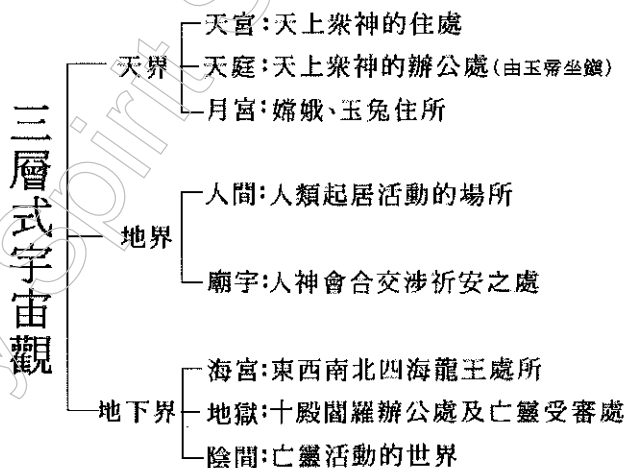 三層式宇宙觀
天界
天宮：天上衆神的住處
天庭：天上衆神的辦公處(由玉帝坐鎮)
月宮：嫦娥、玉兔住所
地界
人間：人類起居活動的場所
廟宇：人神會合交涉祈安之處
地下界
海宮：東西南北四海龍王處所
地獄：十殿閻羅辦公處及亡靈受審處
陰間：亡靈活動的世界
Spirit